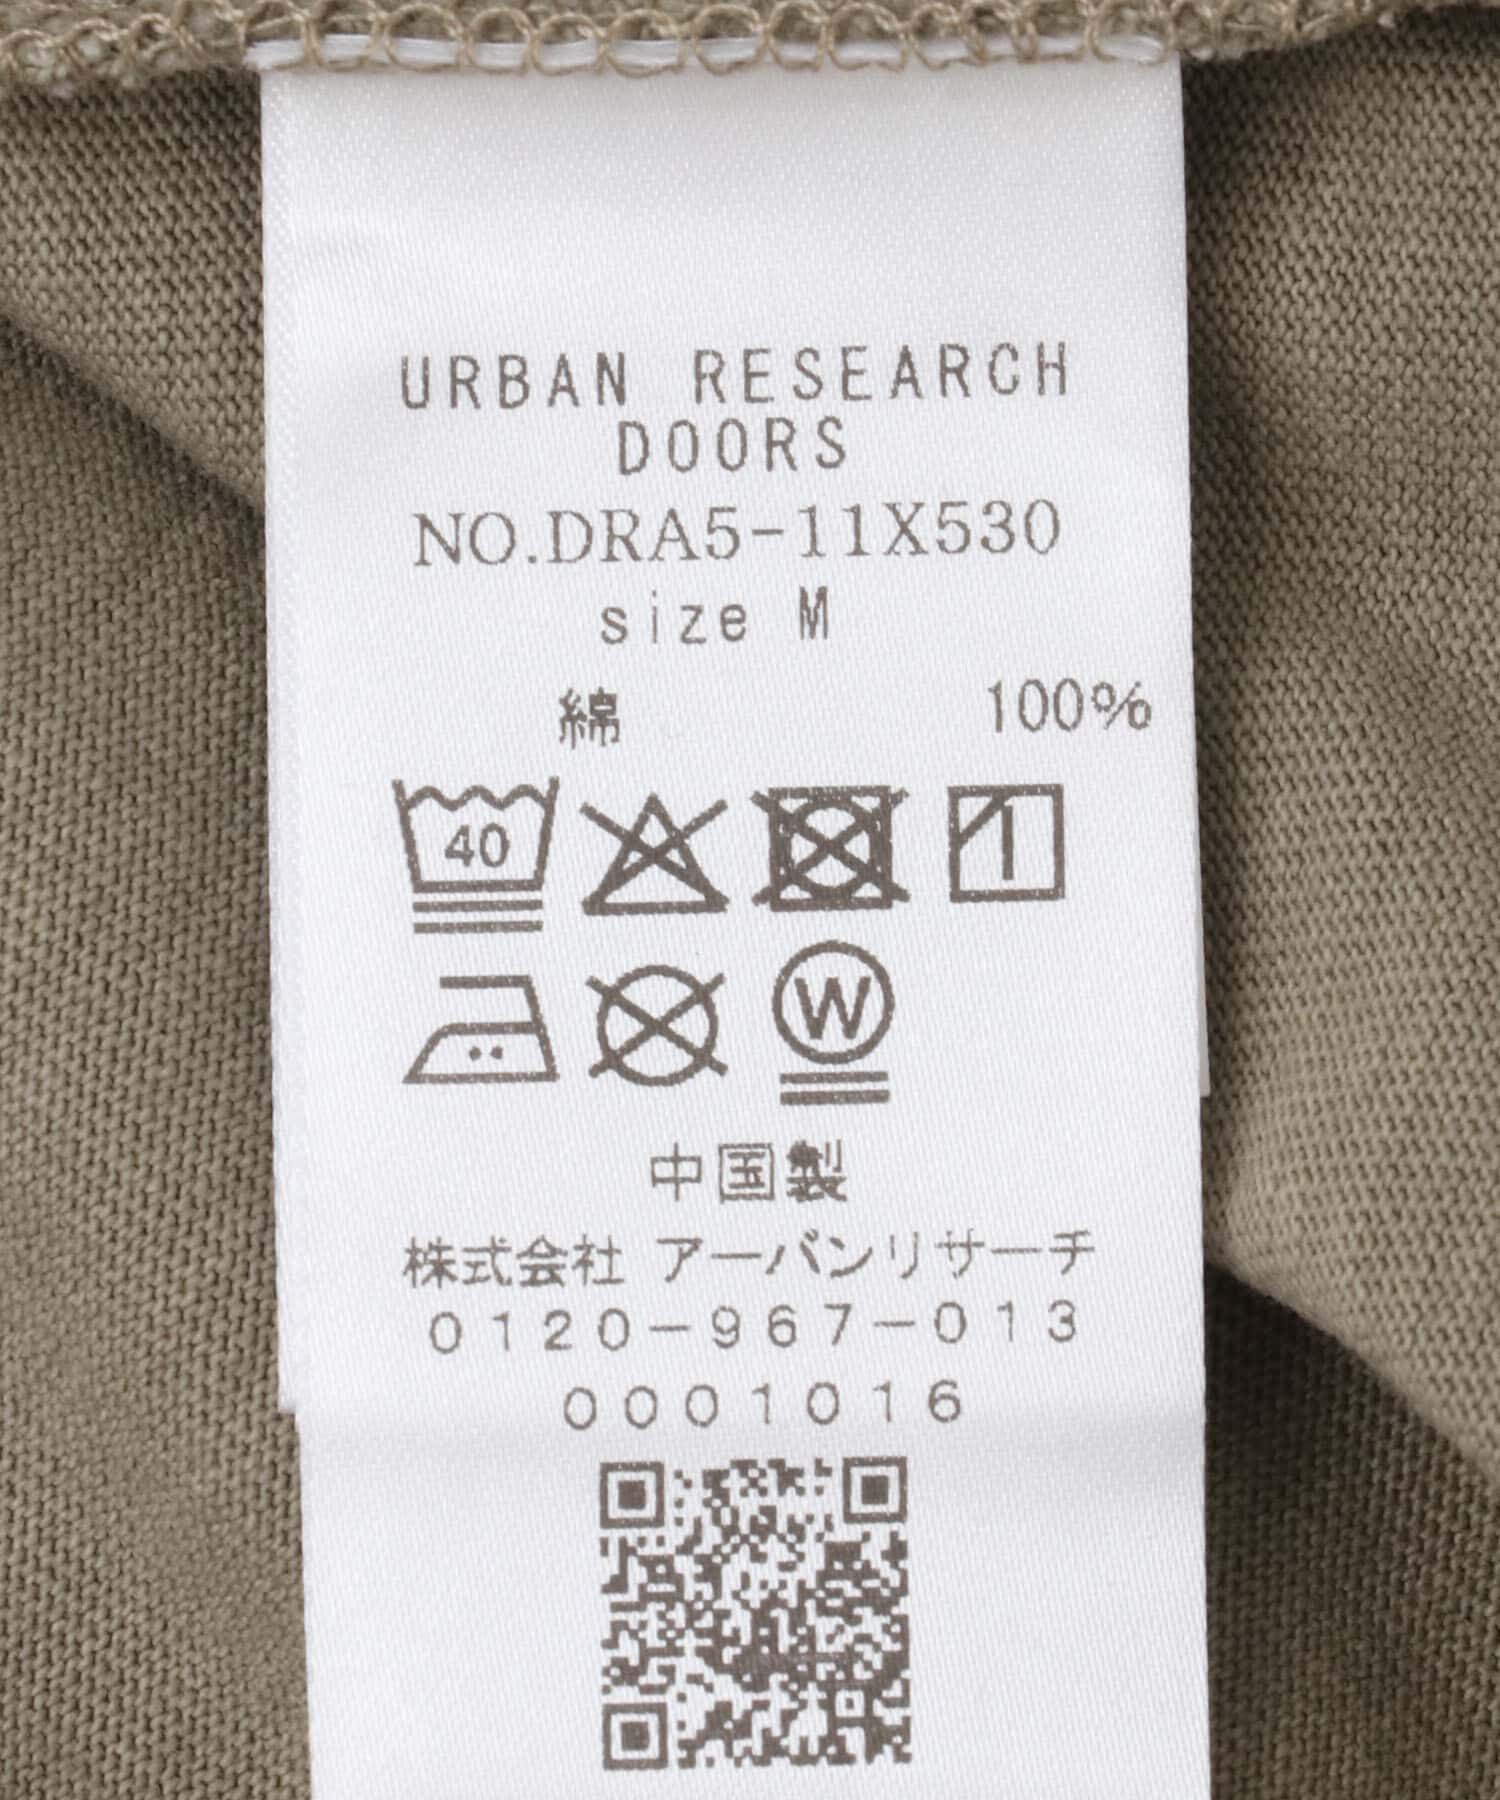 URBAN RESEARCH
DOORS
NO.DRA5-11X530
size M
綿 100%
40
W
中国製
株式会社 アーバンリサーチ
0120-967-013
0001016